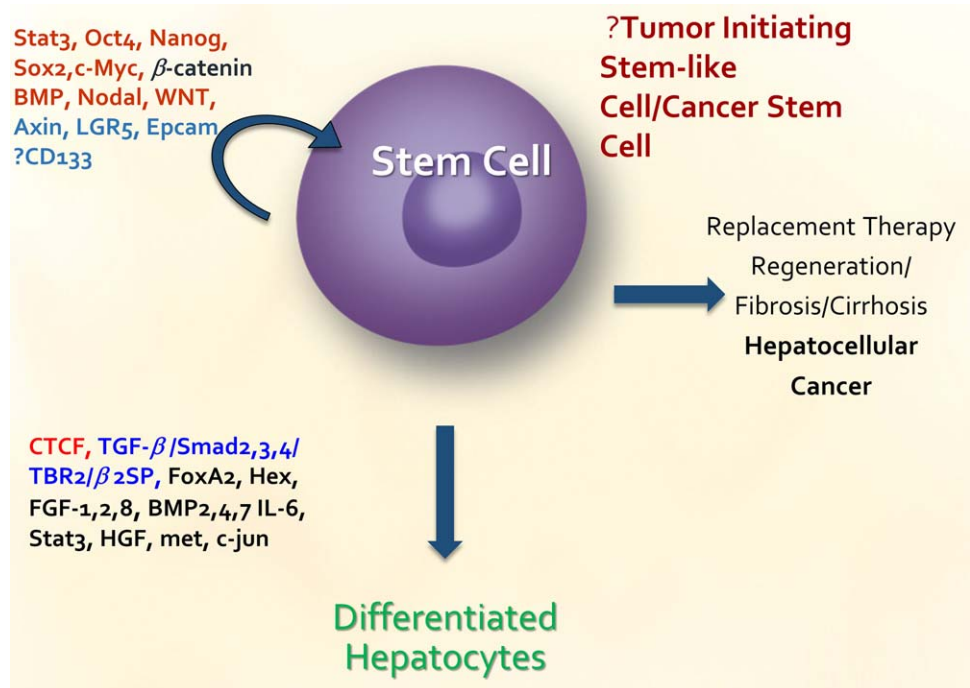 Stat3, Oct4, Nanog,
Sox2,c-Myc, β-catenin
BMP, Nodal, WNT,
Axin, LGR5, Epcam
?CD133
?Tumor Initiating
Stem-like
Cell/Cancer Stem
Cell
Stem Cell
Replacement Therapy
Regeneration/
Fibrosis/Cirrhosis
Hepatocellular
Cancer
CTCF, TGF-β/Smad2,3,4/
TBR2/β2SP, FoxA2, Hex,
FGF-1,2,8, BMP2,4,7 IL-6,
Stat3, HGF, met, c-jun
Differentiated
Hepatocytes